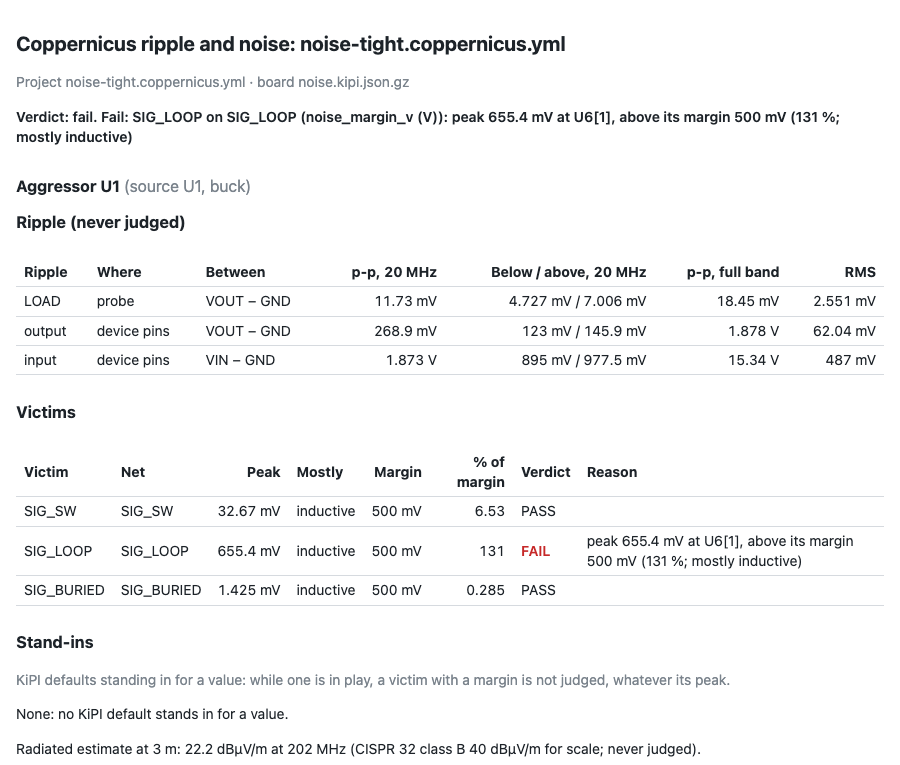 Coppernicus ripple and noise: noise-tight.coppernicus.yml
Project noise-tight.coppernicus.yml · board noise.kipi.json.gz
Verdict: fail. Fail: SIG_LOOP on SIG_LOOP (noise_margin_v (V)): peak 655.4 mV at U6[1], above its margin 500 mV (131 %;
mostly inductive)
Aggressor U1 (source U1, buck)
Ripple (never judged)
Ripple Where Between p-p, 20 MHz Below / above, 20 MHz p-p, full band RMS
LOAD probe VOUT – GND 11.73 mV 4.727 mV / 7.006 mV 18.45 mV 2.551 mV
output device pins VOUT – GND 268.9 mV 123 mV / 145.9 mV 1.878 V 62.04 mV
input device pins VIN – GND 1.873 V 895 mV / 977.5 mV 15.34 V 487 mV
Victims
Victim Net Peak Mostly Margin % of margin Verdict Reason
SIG_SW SIG_SW 32.67 mV inductive 500 mV 6.53 PASS
SIG_LOOP SIG_LOOP 655.4 mV inductive 500 mV 131 FAIL peak 655.4 mV at U6[1], above its margin
500 mV (131 %; mostly inductive)
SIG_BURIED SIG_BURIED 1.425 mV inductive 500 mV 0.285 PASS
Stand-ins
KiPI defaults standing in for a value: while one is in play, a victim with a margin is not judged, whatever its peak.
None: no KiPI default stands in for a value.
Radiated estimate at 3 m: 22.2 dBµV/m at 202 MHz (CISPR 32 class B 40 dBµV/m for scale; never judged).